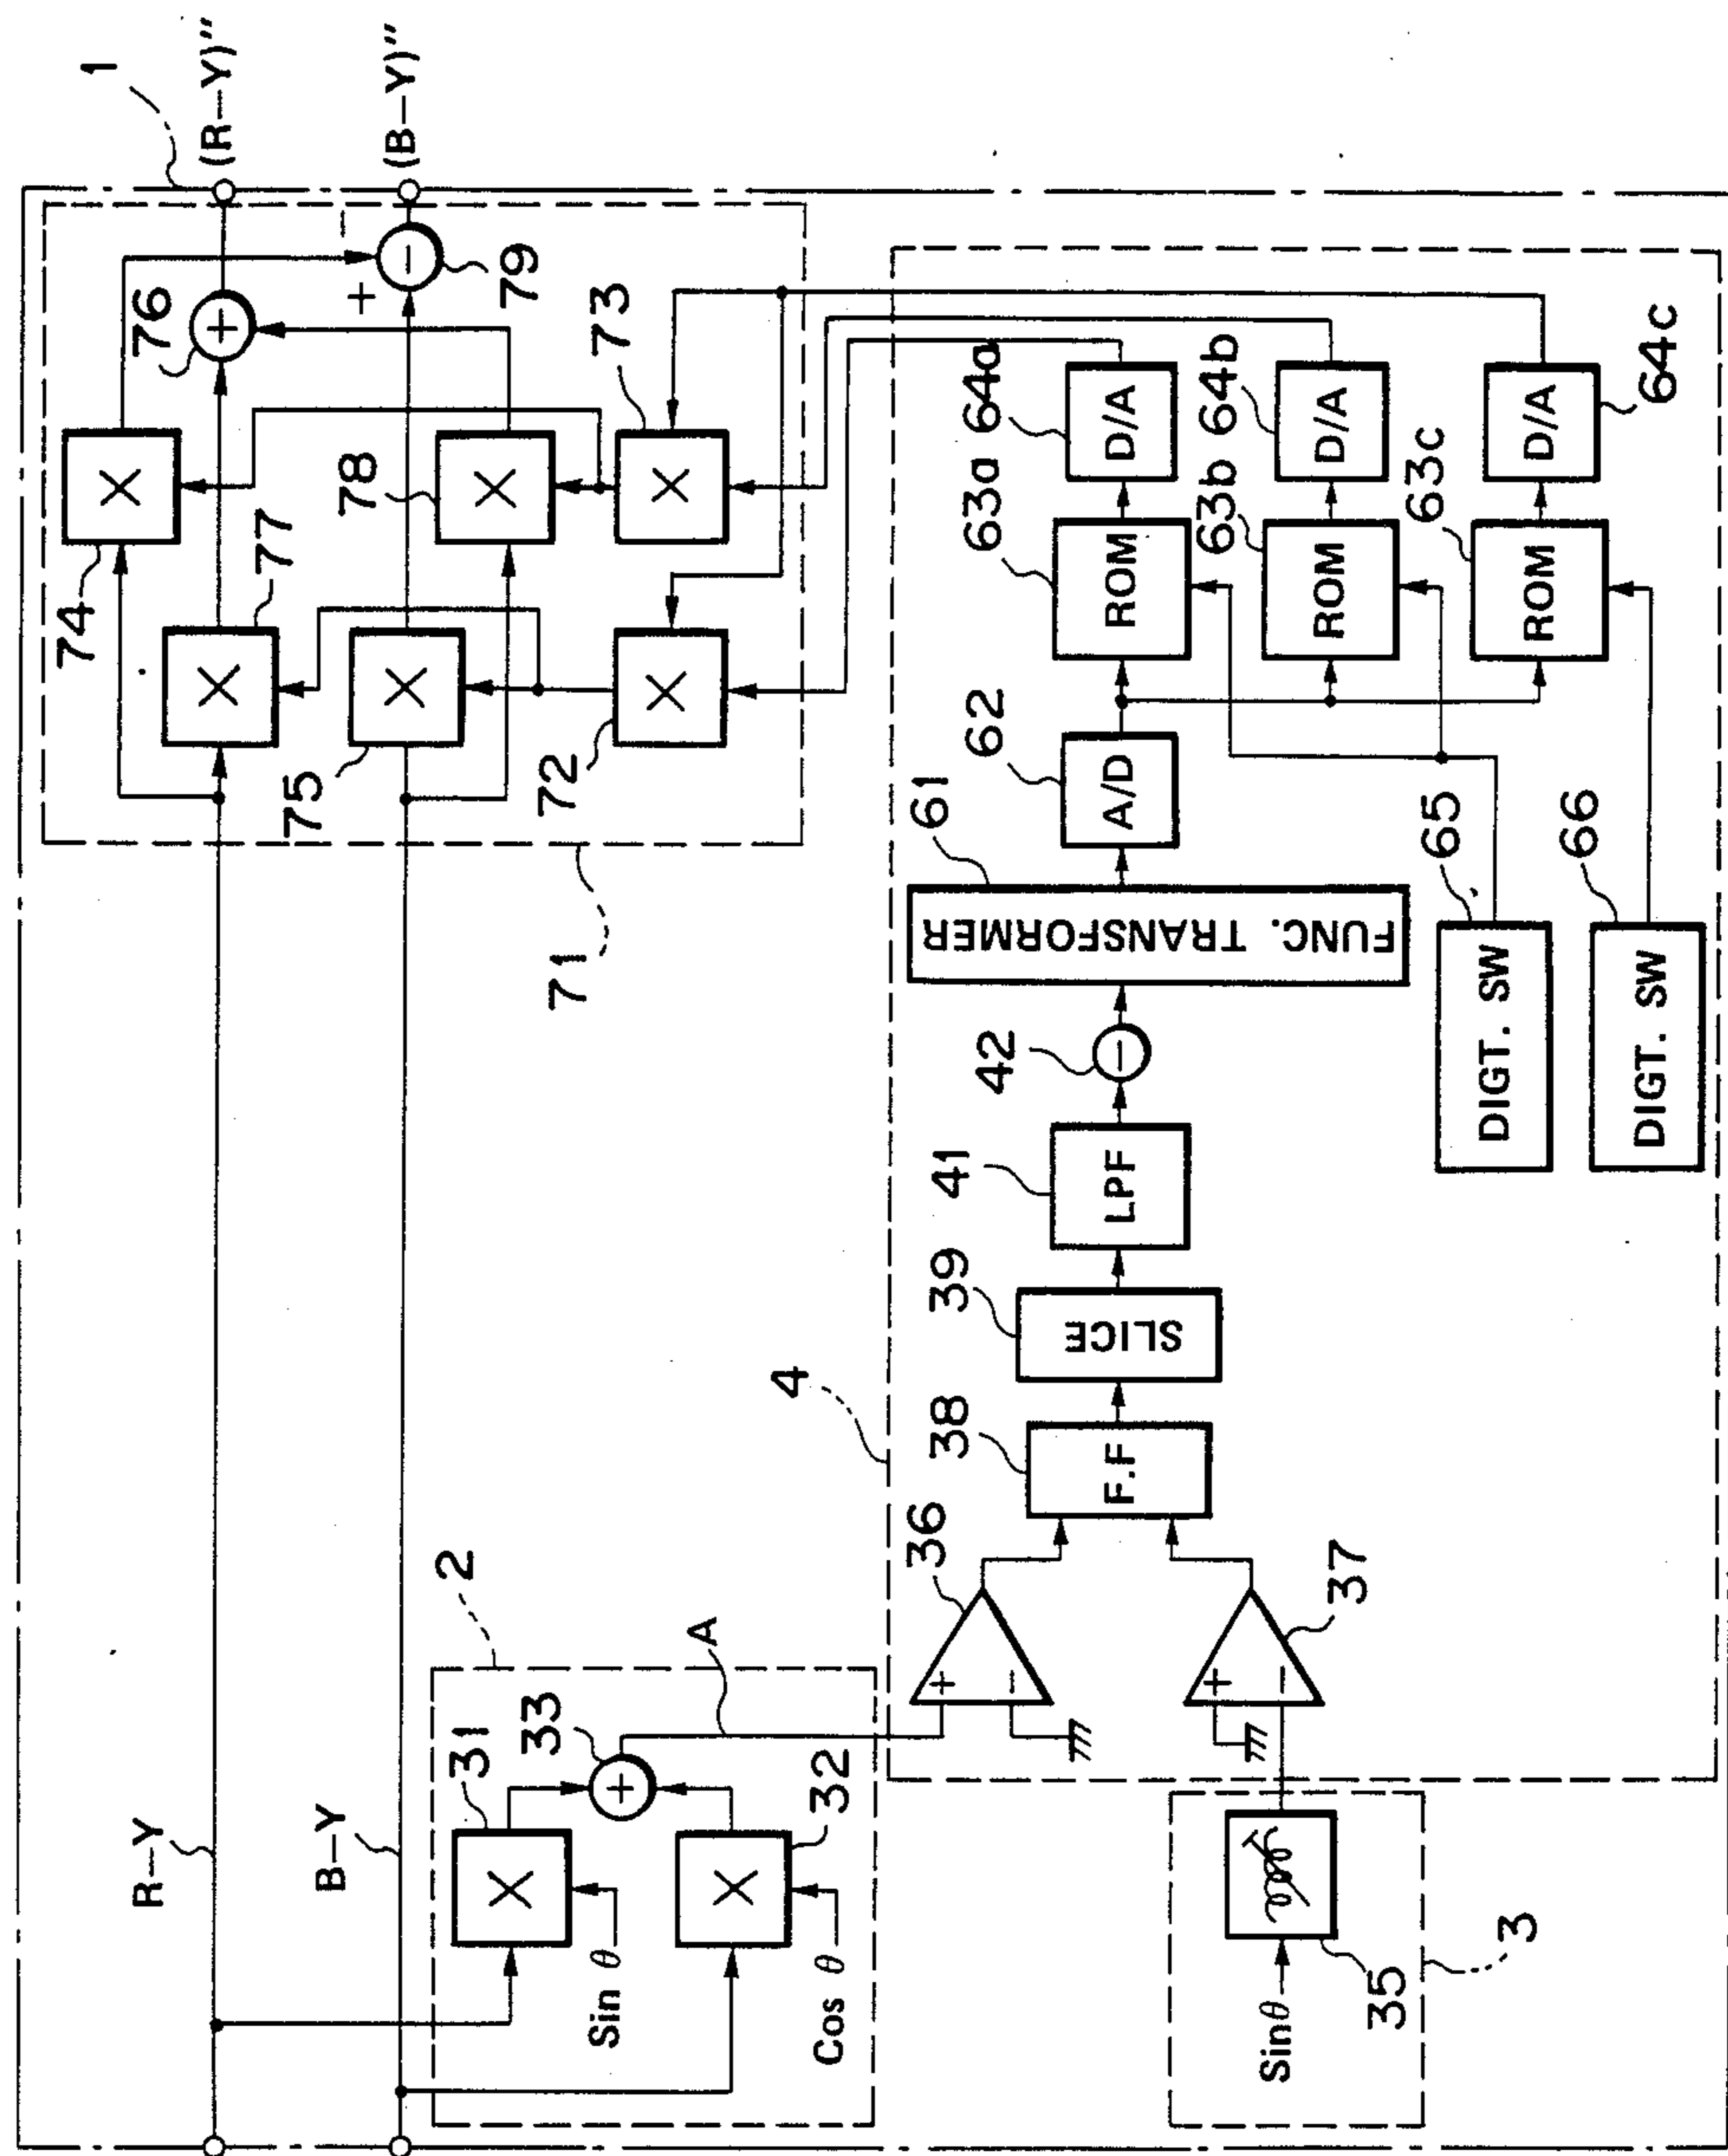 1
(R–Y)"
(B–Y)"
R–Y
B–Y
74
76
77
75
78
79
+
–
+
–
72
73
71
×
×
×
×
×
×
2
31
33
32
×
×
+
A
Sin θ
Cos θ
3
35
Sinθ
4
36
37
+
–
+
–
38
F.F
39
SLICE
41
LPF
42
–
61
FUNC. TRANSFORMER
62
A/D
63a
ROM
64a
D/A
63b
ROM
64b
D/A
63c
ROM
64c
D/A
65
DIGT. SW
66
DIGT. SW